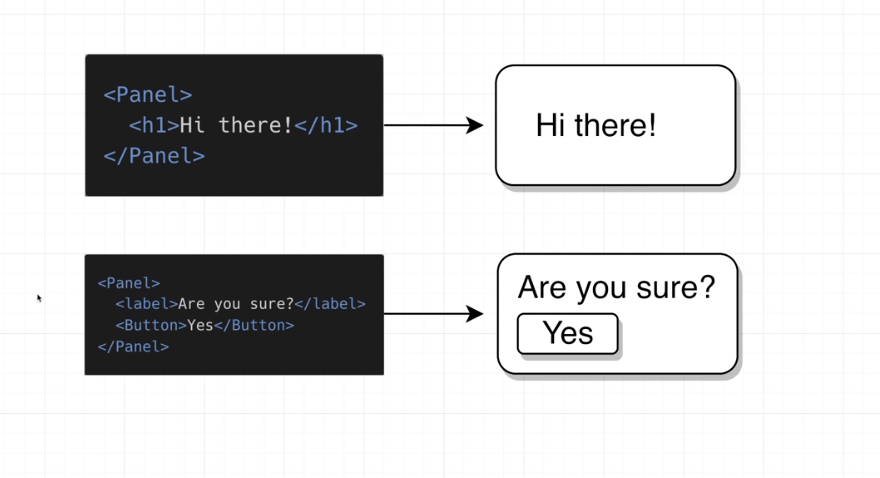 <Panel>
  <h1>Hi there!</h1>
</Panel>
Hi there!
<Panel>
  <label>Are you sure?</label>
  <Button>Yes</Button>
</Panel>
Are you sure?
Yes